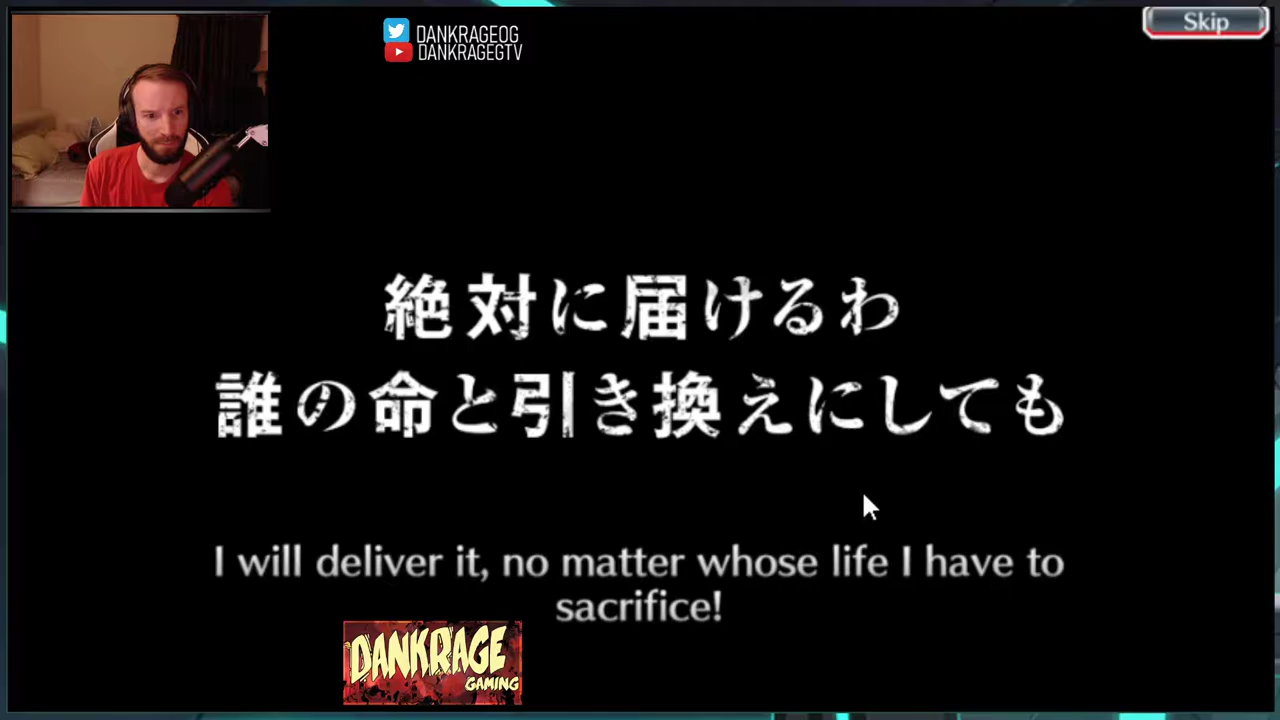 Skip
DANKRAGEOG
DANKRAGEGTV
絶対に届けるわ
誰の命と引き換えにしても
I will deliver it, no matter whose life I have to
sacrifice!
DANKRAGE
GAMING